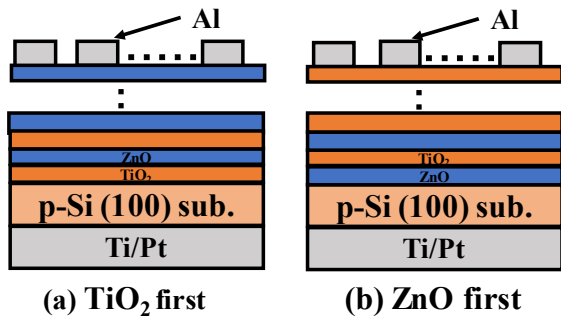 Al
ZnO
TiO₂
p-Si (100) sub.
Ti/Pt
(a) TiO₂ first
Al
TiO₂
ZnO
p-Si (100) sub.
Ti/Pt
(b) ZnO first